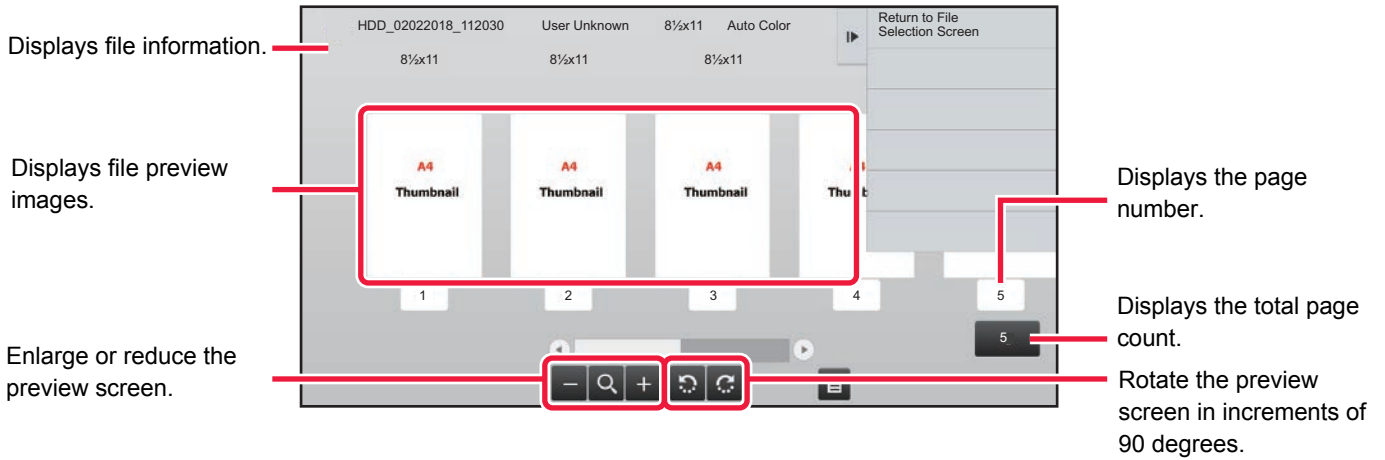 Displays file information.
HDD_02022018_112030 User Unknown 8½x11 Auto Color
8½x11 8½x11 8½x11
Return to File
Selection Screen
Displays file preview
images.
A4
Thumbnail
A4
Thumbnail
A4
Thumbnail
1 2 3 4 5
Displays the page
number.
5
Displays the total page
count.
Enlarge or reduce the
preview screen.
Rotate the preview
screen in increments of
90 degrees.